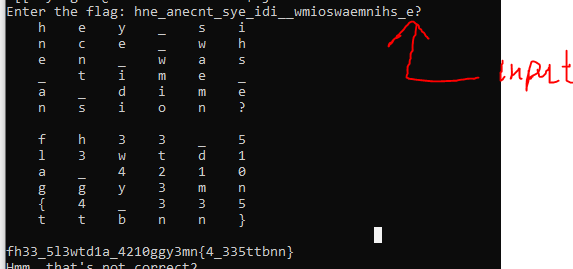 Enter the flag: hne_anecnt_sye_idi__wmioswaemnihs_e?
h e y _ s i
n c e _ w h
e n _ w a s
_ t i m e _
a _ d i m e
n s i o n ?
input
f h 3 3 _ 5
l 3 w t d 1
a _ 4 2 1 0
g g y 3 m n
{ 4 _ 3 3 5
t t b n n }
fh33_5l3wtd1a_4210ggy3mn{4_335ttbnn}
Hmm, that's not correct?